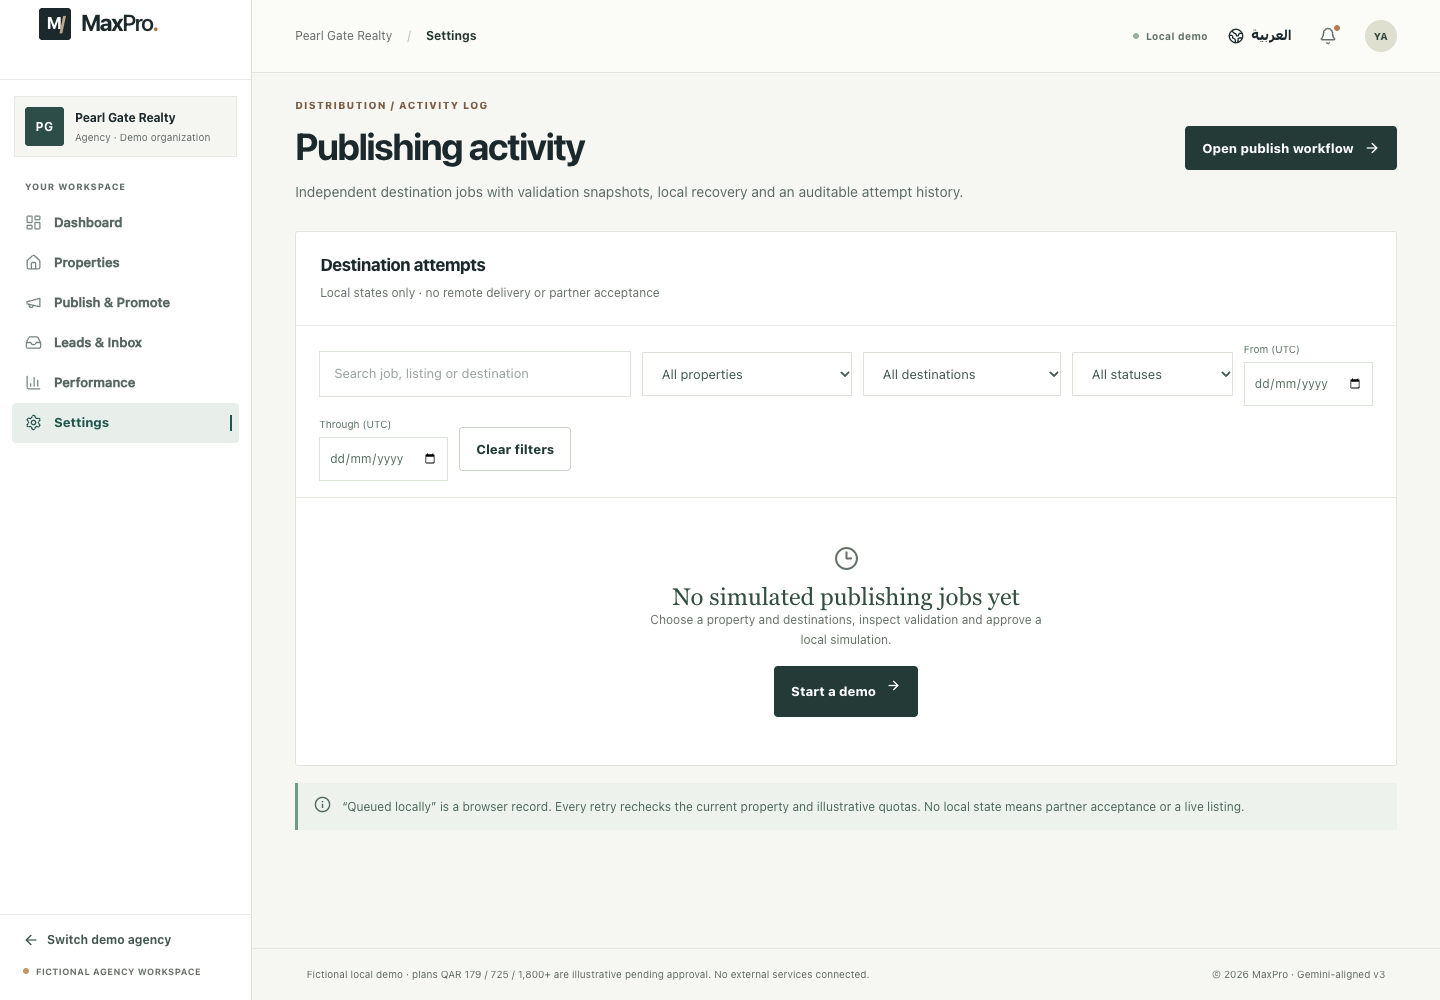 M/ MaxPro.
Pearl Gate Realty / Settings
Local demo
العربية
YA
PG
Pearl Gate Realty
Agency · Demo organization
YOUR WORKSPACE
Dashboard
Properties
Publish & Promote
Leads & Inbox
Performance
Settings
Switch demo agency
FICTIONAL AGENCY WORKSPACE
DISTRIBUTION / ACTIVITY LOG
Publishing activity
Open publish workflow
Independent destination jobs with validation snapshots, local recovery and an auditable attempt history.
Destination attempts
Local states only · no remote delivery or partner acceptance
Search job, listing or destination
All properties
All destinations
All statuses
From (UTC)
dd/mm/yyyy
Through (UTC)
dd/mm/yyyy
Clear filters
No simulated publishing jobs yet
Choose a property and destinations, inspect validation and approve a
local simulation.
Start a demo
“Queued locally” is a browser record. Every retry rechecks the current property and illustrative quotas. No local state means partner acceptance or a live listing.
Fictional local demo · plans QAR 179 / 725 / 1,800+ are illustrative pending approval. No external services connected.
© 2026 MaxPro · Gemini-aligned v3